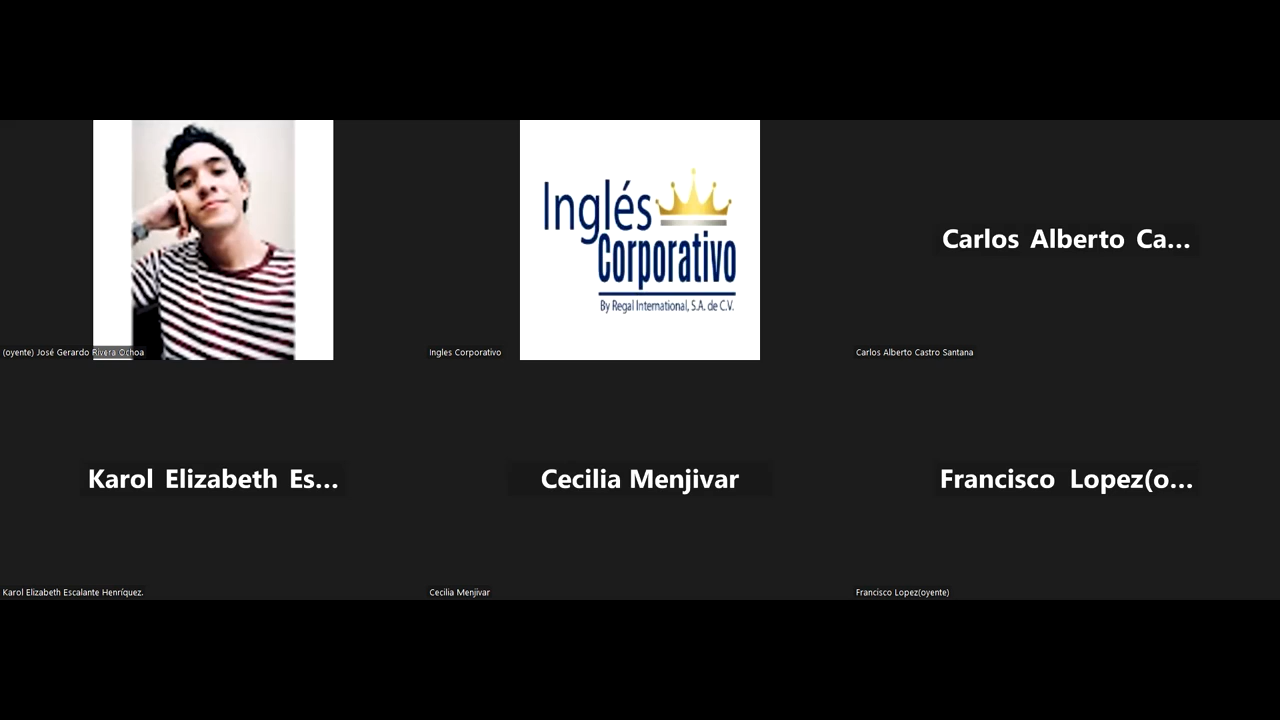 Inglés
Corporativo
By Regal International, S.A. de C.V.
Carlos Alberto Ca...
(oyente) José Gerardo Rivera Ochoa
Ingles Corporativo
Carlos Alberto Castro Santana
Karol Elizabeth Es...
Cecilia Menjivar
Francisco Lopez(o...
Karol Elizabeth Escalante Henríquez.
Cecilia Menjivar
Francisco Lopez(oyente)